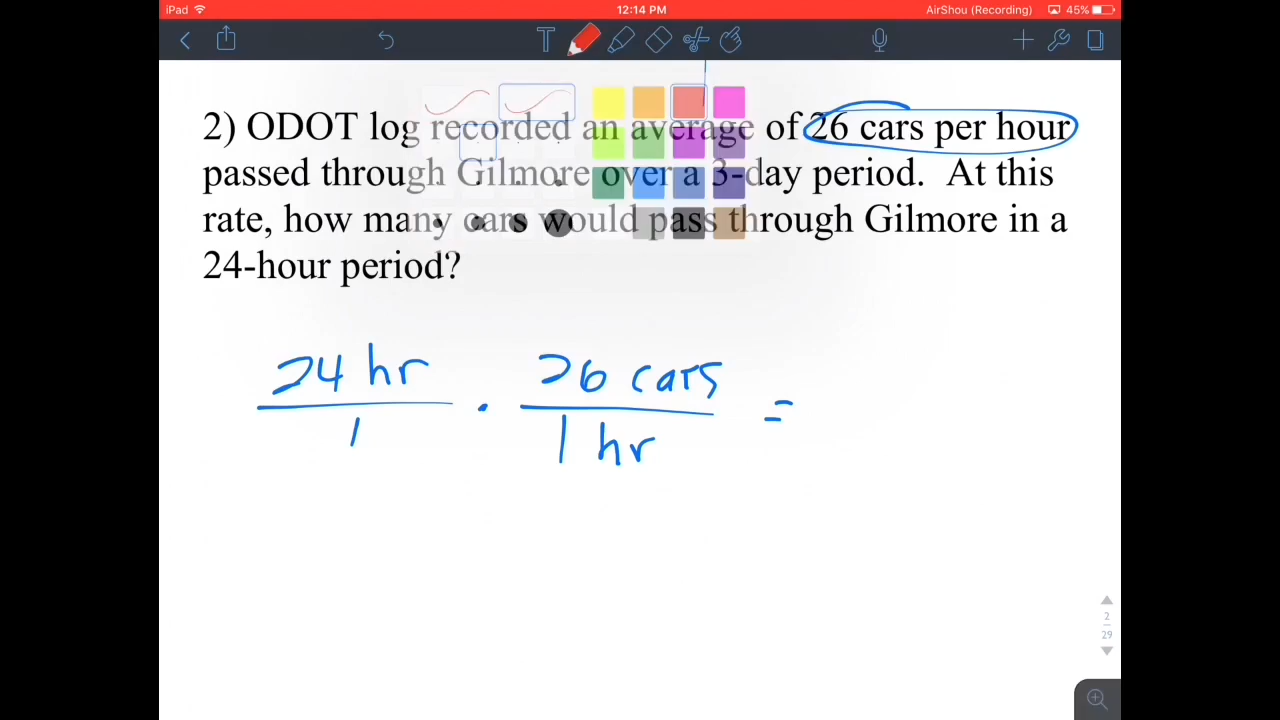 iPad 12:14 PM AirShou (Recording) 45%
T
2) ODOT log recorded an average of 26 cars per hour
passed through Gilmore over a 3-day period. At this
rate, how many cars would pass through Gilmore in a
24-hour period?
24 hr 26 cars
1 · 1 hr =
2
29